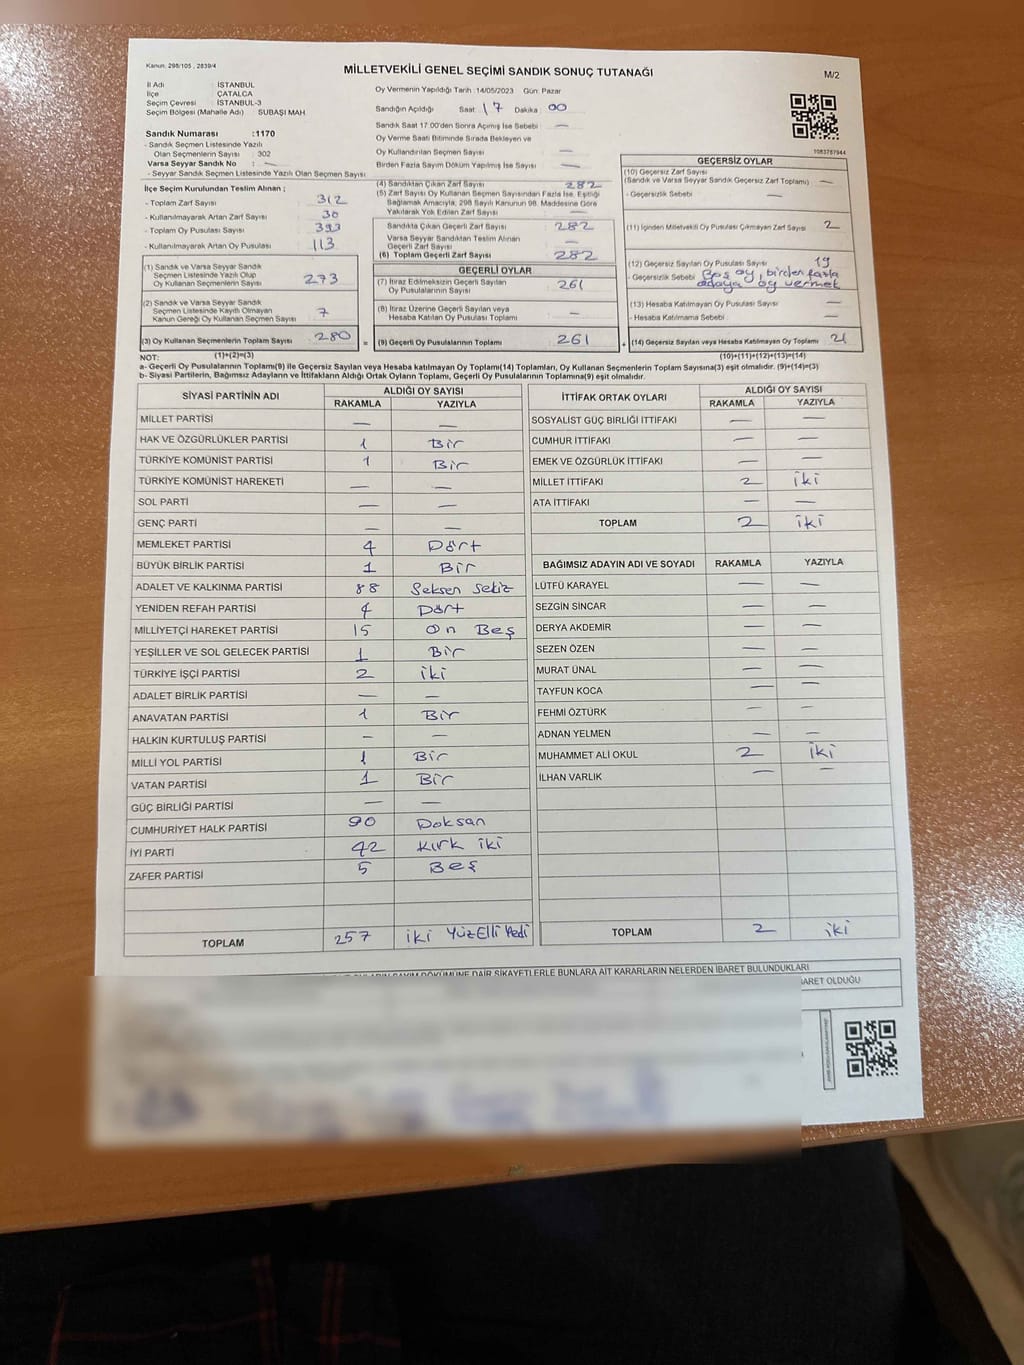 Kanun: 298/105 , 2839/4
MİLLETVEKİLİ GENEL SEÇİMİ SANDIK SONUÇ TUTANAĞI
M/2
İl Adı : İSTANBUL
İlçe : ÇATALCA
Seçim Çevresi : İSTANBUL-3
Seçim Bölgesi (Mahalle Adı) SUBAŞI MAH
Oy Vermenin Yapıldığı Tarih :14/05/2023 Gün: Pazar
Sandığın Açıldığı Saat: 17 Dakika: 00
Sandık Saat 17:00'den Sonra Açılmış İse Sebebi —
Oy Verme Saati Bitiminde Sırada Bekleyen ve
Oy Kullandırılan Seçmen Sayısı —
Birden Fazla Sayım Döküm Yapılmış İse Sayısı —
Sandık Numarası :1170
- Sandık Seçmen Listesinde Yazılı
Olan Seçmenlerin Sayısı : 302
Varsa Seyyar Sandık No : —
- Seyyar Sandık Seçmen Listesinde Yazılı Olan Seçmen Sayısı
1083787944
İlçe Seçim Kurulundan Teslim Alınan ;
- Toplam Zarf Sayısı 312
- Kullanılmayarak Artan Zarf Sayısı 30
- Toplam Oy Pusulası Sayısı 393
- Kullanılmayarak Artan Oy Pusulası 113
(1) Sandık ve Varsa Seyyar Sandık
Seçmen Listesinde Yazılı Olup
Oy Kullanan Seçmenlerin Sayısı 273
(2) Sandık ve Varsa Seyyar Sandık
Seçmen Listesinde Kayıtlı Olmayan
Kanun Gereği Oy Kullanan Seçmen Sayısı 7
(3) Oy Kullanan Seçmenlerin Toplam Sayısı 280
(4) Sandıktan Çıkan Zarf Sayısı 282
(5) Zarf Sayısı Oy Kullanan Seçmen Sayısından Fazla İse, Eşitliği
Sağlamak Amacıyla, 298 Sayılı Kanunun 98. Maddesine Göre
Yakılarak Yok Edilen Zarf Sayısı —
Sandıkta Çıkan Geçerli Zarf Sayısı 282
Varsa Seyyar Sandıktan Teslim Alınan
Geçerli Zarf Sayısı —
(6) Toplam Geçerli Zarf Sayısı 282
GEÇERLİ OYLAR
(7) İtiraz Edilmeksizin Geçerli Sayılan
Oy Pusulalarının Sayısı 261
(8) İtiraz Üzerine Geçerli Sayılan veya
Hesaba Katılan Oy Pusulası Toplamı —
= (9) Geçerli Oy Pusulalarının Toplamı 261
GEÇERSİZ OYLAR
(10) Geçersiz Zarf Sayısı
(Sandık ve Varsa Seyyar Sandık Geçersiz Zarf Toplamı) —
- Geçersizlik Sebebi —
(11) İçinden Milletvekili Oy Pusulası Çıkmayan Zarf Sayısı 2
(12) Geçersiz Sayılan Oy Pusulası Sayısı 19
- Geçersizlik Sebebi Boş oy, birden fazla
adaya oy vermek
(13) Hesaba Katılmayan Oy Pusulası Sayısı —
- Hesaba Katılmama Sebebi —
+ (14) Geçersiz Sayılan veya Hesaba Katılmayan Oy Toplamı 21
NOT: (1)+(2)=(3) (10)+(11)+(12)+(13)=(14)
a- Geçerli Oy Pusulalarının Toplamı(9) ile Geçersiz Sayılan veya Hesaba katılmayan Oy Toplamı(14) Toplamları, Oy Kullanan Seçmenlerin Toplam Sayısına(3) eşit olmalıdır. (9)+(14)=(3)
b- Siyasi Partilerin, Bağımsız Adayların ve İttifakların Aldığı Ortak Oyların Toplamı, Geçerli Oy Pusulalarının Toplamına(9) eşit olmalıdır.
SİYASİ PARTİNİN ADI ALDIĞI OY SAYISI
RAKAMLA YAZIYLA
MİLLET PARTİSİ — —
HAK VE ÖZGÜRLÜKLER PARTİSİ 1 Bir
TÜRKİYE KOMÜNİST PARTİSİ 1 Bir
TÜRKİYE KOMÜNİST HAREKETİ — —
SOL PARTİ — —
GENÇ PARTİ — —
MEMLEKET PARTİSİ 4 Dört
BÜYÜK BİRLİK PARTİSİ 1 Bir
ADALET VE KALKINMA PARTİSİ 88 Seksen Sekiz
YENİDEN REFAH PARTİSİ 4 Dört
MİLLİYETÇİ HAREKET PARTİSİ 15 On Beş
YEŞİLLER VE SOL GELECEK PARTİSİ 1 Bir
TÜRKİYE İŞÇİ PARTİSİ 2 iki
ADALET BİRLİK PARTİSİ — —
ANAVATAN PARTİSİ 1 Bir
HALKIN KURTULUŞ PARTİSİ — —
MİLLİ YOL PARTİSİ 1 Bir
VATAN PARTİSİ 1 Bir
GÜÇ BİRLİĞİ PARTİSİ — —
CUMHURİYET HALK PARTİSİ 90 Doksan
İYİ PARTİ 42 Kırk iki
ZAFER PARTİSİ 5 Beş
TOPLAM 257 iki YüzElli Yedi
İTTİFAK ORTAK OYLARI ALDIĞI OY SAYISI
RAKAMLA YAZIYLA
SOSYALİST GÜÇ BİRLİĞİ İTTİFAKI — —
CUMHUR İTTİFAKI — —
EMEK VE ÖZGÜRLÜK İTTİFAKI — —
MİLLET İTTİFAKI 2 iki
ATA İTTİFAKI — —
TOPLAM 2 iki
BAĞIMSIZ ADAYIN ADI VE SOYADI RAKAMLA YAZIYLA
LÜTFÜ KARAYEL — —
SEZGİN SİNCAR — —
DERYA AKDEMİR — —
SEZEN ÖZEN — —
MURAT ÜNAL — —
TAYFUN KOCA — —
FEHMİ ÖZTÜRK — —
ADNAN YELMEN — —
MUHAMMET ALİ OKUL 2 iki
İLHAN VARLIK — —
TOPLAM 2 iki
SAYIM DÖKÜMÜNE DAİR ŞİKAYETLERLE BUNLARA AİT KARARLARIN NELERDEN İBARET BULUNDUKLARI
OLDUĞU